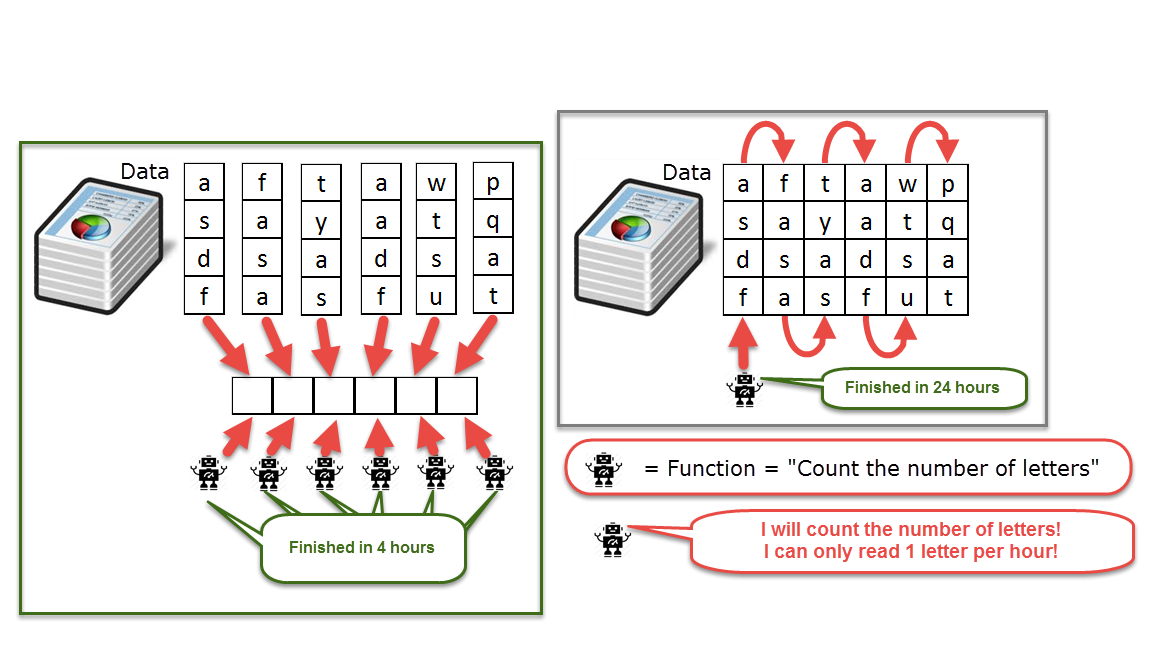 Data
a f t a w p
s a y a t q
d s a d s a
f a s f u t
Finished in 4 hours
Data
a f t a w p
s a y a t q
d s a d s a
f a s f u t
Finished in 24 hours
= Function = "Count the number of letters"
I will count the number of letters!
I can only read 1 letter per hour!